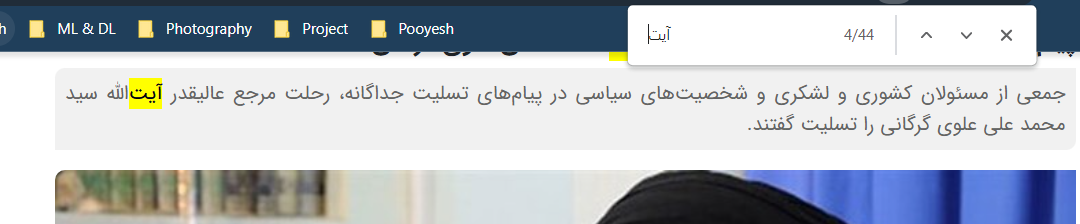 ML & DL
Photography
Project
Pooyesh
آیت
4/44
جمعی از مسئولان کشوری و لشکری و شخصیت‌های سیاسی در پیام‌های تسلیت جداگانه، رحلت مرجع عالیقدر آیت‌الله سید
محمد علی علوی گرگانی را تسلیت گفتند.